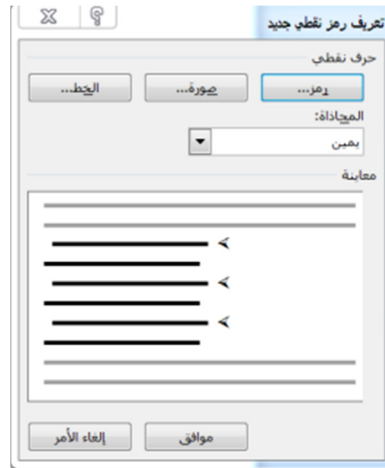 تعريف رمز نقطي جديد
حرف نقطي
رمز... صورة... الخط...
المحاذاة:
يمين
معاينة
موافق إلغاء الأمر